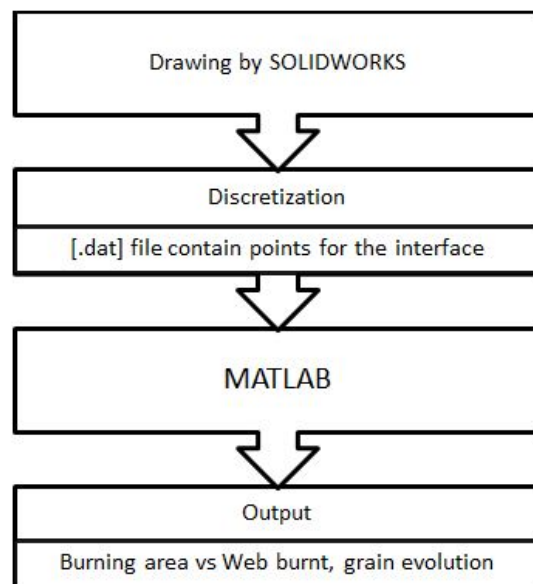 Drawing by SOLIDWORKS
Discretization
[.dat] file contain points for the interface
MATLAB
Output
Burning area vs Web burnt, grain evolution